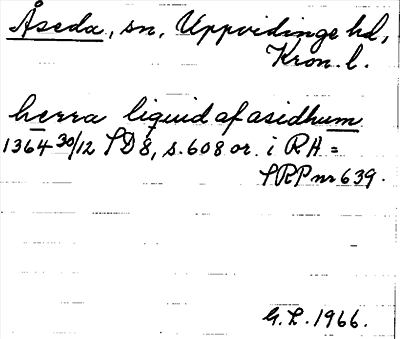 Åseda, sn, Uppvidinge hd,
Kron. l.
herra liquid af asidhum
1364 30/12 SD 8, s. 608 or. i RH =
SRP nr 639.
G. L. 1966.